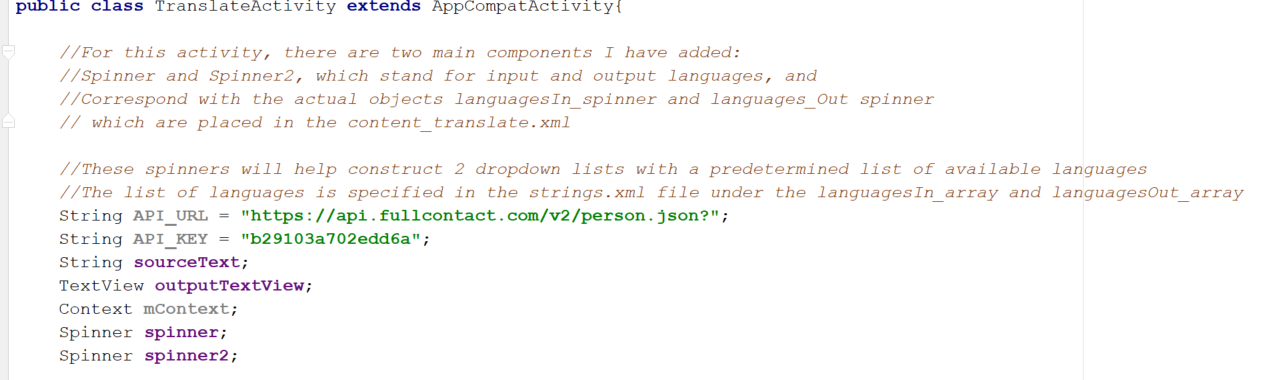 public class TranslateActivity extends AppCompatActivity{
//For this activity, there are two main components I have added:
//Spinner and Spinner2, which stand for input and output languages, and
//Correspond with the actual objects languagesIn_spinner and languages_Out spinner
// which are placed in the content_translate.xml
//These spinners will help construct 2 dropdown lists with a predetermined list of available languages
//The list of languages is specified in the strings.xml file under the languagesIn_array and languagesOut_array
String API_URL = "https://api.fullcontact.com/v2/person.json?";
String API_KEY = "b29103a702edd6a";
String sourceText;
TextView outputTextView;
Context mContext;
Spinner spinner;
Spinner spinner2;